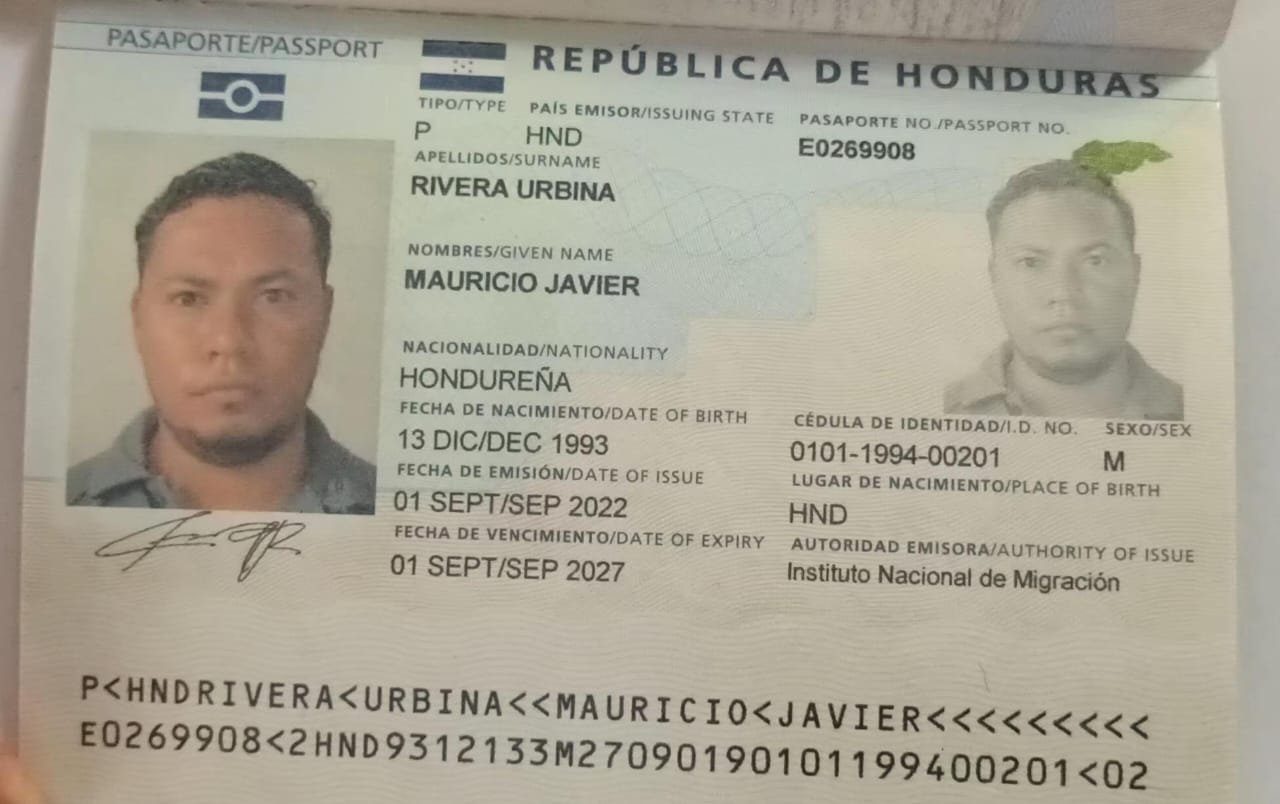 PASAPORTE/PASSPORT
REPÚBLICA DE HONDURAS
TIPO/TYPE PAÍS EMISOR/ISSUING STATE PASAPORTE NO./PASSPORT NO.
P HND E0269908
APELLIDOS/SURNAME
RIVERA URBINA
NOMBRES/GIVEN NAME
MAURICIO JAVIER
NACIONALIDAD/NATIONALITY
HONDUREÑA
FECHA DE NACIMIENTO/DATE OF BIRTH CÉDULA DE IDENTIDAD/I.D. NO. SEXO/SEX
13 DIC/DEC 1993 0101-1994-00201 M
FECHA DE EMISIÓN/DATE OF ISSUE LUGAR DE NACIMIENTO/PLACE OF BIRTH
01 SEPT/SEP 2022 HND
FECHA DE VENCIMIENTO/DATE OF EXPIRY AUTORIDAD EMISORA/AUTHORITY OF ISSUE
01 SEPT/SEP 2027 Instituto Nacional de Migración
P<HNDRIVERA<URBINA<<MAURICIO<JAVIER<<<<<<<<<
E0269908<2HND9312133M2709019010119940020​1<02